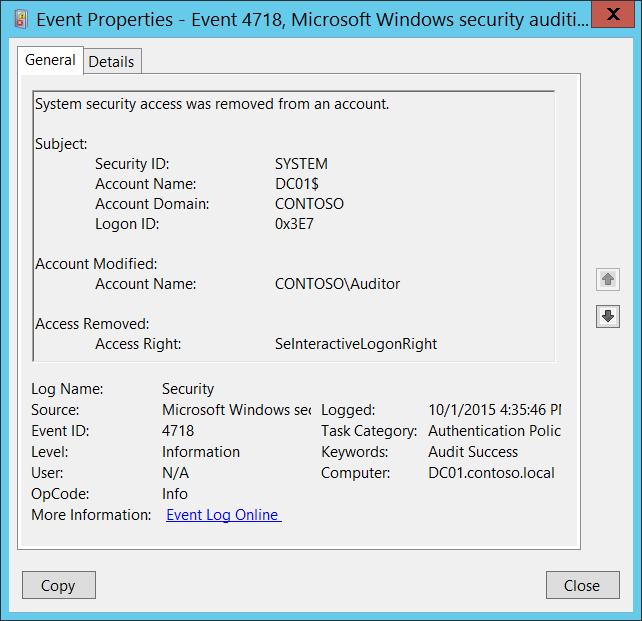 Event Properties - Event 4718, Microsoft Windows security auditi...
X
General
Details
System security access was removed from an account.
Subject:
Security ID: SYSTEM
Account Name: DC01$
Account Domain: CONTOSO
Logon ID: 0x3E7
Account Modified:
Account Name: CONTOSO\Auditor
Access Removed:
Access Right: SeInteractiveLogonRight
Log Name: Security
Source: Microsoft Windows sec Logged: 10/1/2015 4:35:46 PM
Event ID: 4718 Task Category: Authentication Polic
Level: Information Keywords: Audit Success
User: N/A Computer: DC01.contoso.local
OpCode: Info
More Information: Event Log Online
Copy Close